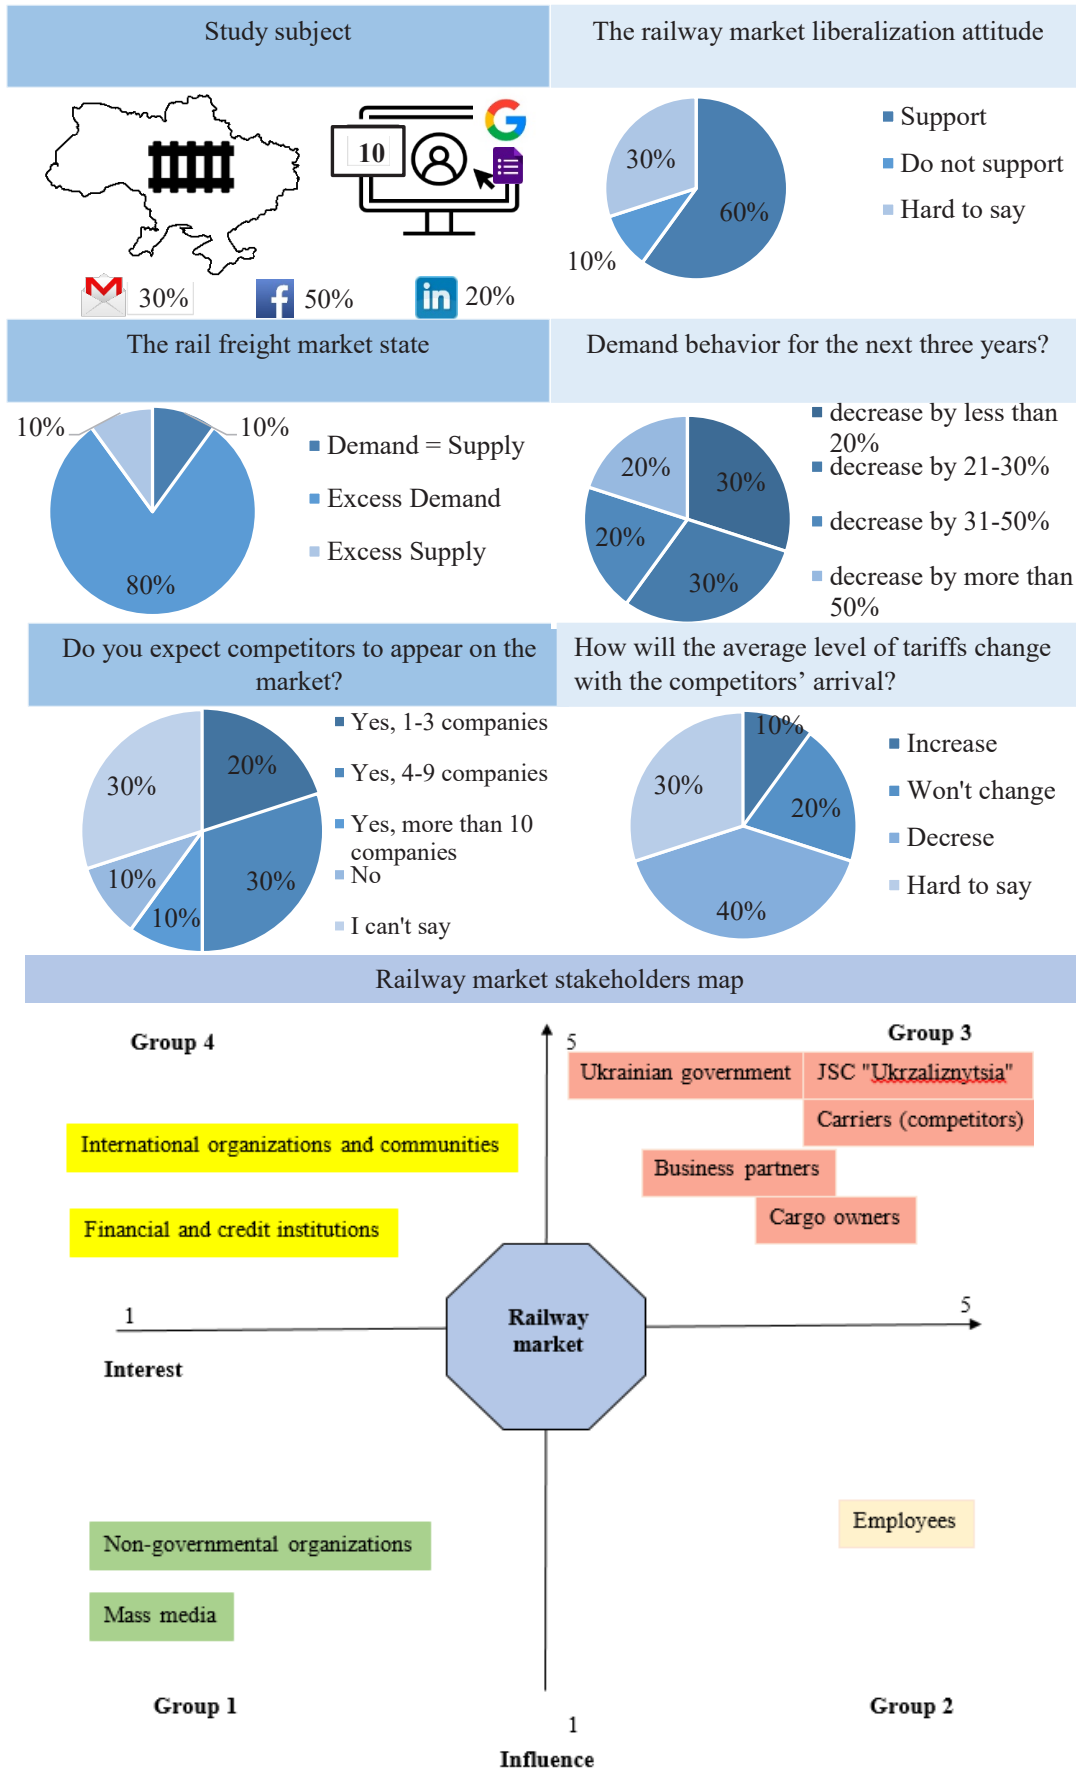 Study subject
The railway market liberalization attitude
10
30%
50%
in
20%
30%
60%
10%
Support
Do not support
Hard to say
The rail freight market state
Demand behavior for the next three years?
10%
10%
80%
Demand = Supply
Excess Demand
Excess Supply
20%
30%
20%
30%
decrease by less than
20%
decrease by 21-30%
decrease by 31-50%
decrease by more than
50%
Do you expect competitors to appear on the
market?
How will the average level of tariffs change
with the competitors’ arrival?
30%
20%
10%
30%
10%
Yes, 1-3 companies
Yes, 4-9 companies
Yes, more than 10
companies
No
I can't say
10%
30%
20%
40%
Increase
Won't change
Decrese
Hard to say
Railway market stakeholders map
Group 4
5
Group 3
Ukrainian government
JSC "Ukrzaliznytsia"
Carriers (competitors)
International organizations and communities
Business partners
Cargo owners
Financial and credit institutions
1
5
Railway
market
Interest
Employees
Non-governmental organizations
Mass media
Group 1
Group 2
1
Influence